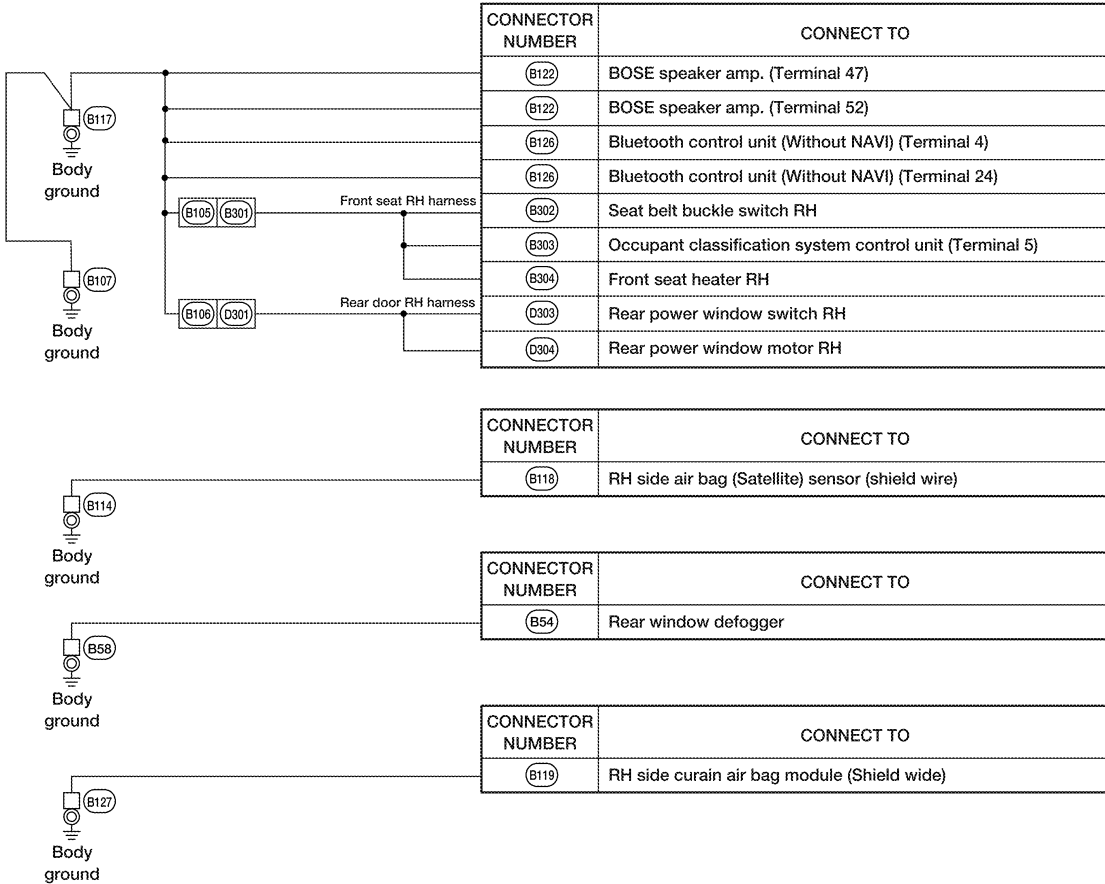 CONNECTOR NUMBER CONNECT TO
B122 BOSE speaker amp. (Terminal 47)
B122 BOSE speaker amp. (Terminal 52)
B117
Body
ground
B126 Bluetooth control unit (Without NAVI) (Terminal 4)
B126 Bluetooth control unit (Without NAVI) (Terminal 24)
B105 B301 Front seat RH harness B302 Seat belt buckle switch RH
B303 Occupant classification system control unit (Terminal 5)
B304 Front seat heater RH
B107
Body
ground
B106 D301 Rear door RH harness D303 Rear power window switch RH
D304 Rear power window motor RH
CONNECTOR NUMBER CONNECT TO
B118 RH side air bag (Satellite) sensor (shield wire)
B114
Body
ground
CONNECTOR NUMBER CONNECT TO
B54 Rear window defogger
B58
Body
ground
CONNECTOR NUMBER CONNECT TO
B119 RH side curain air bag module (Shield wide)
B127
Body
ground